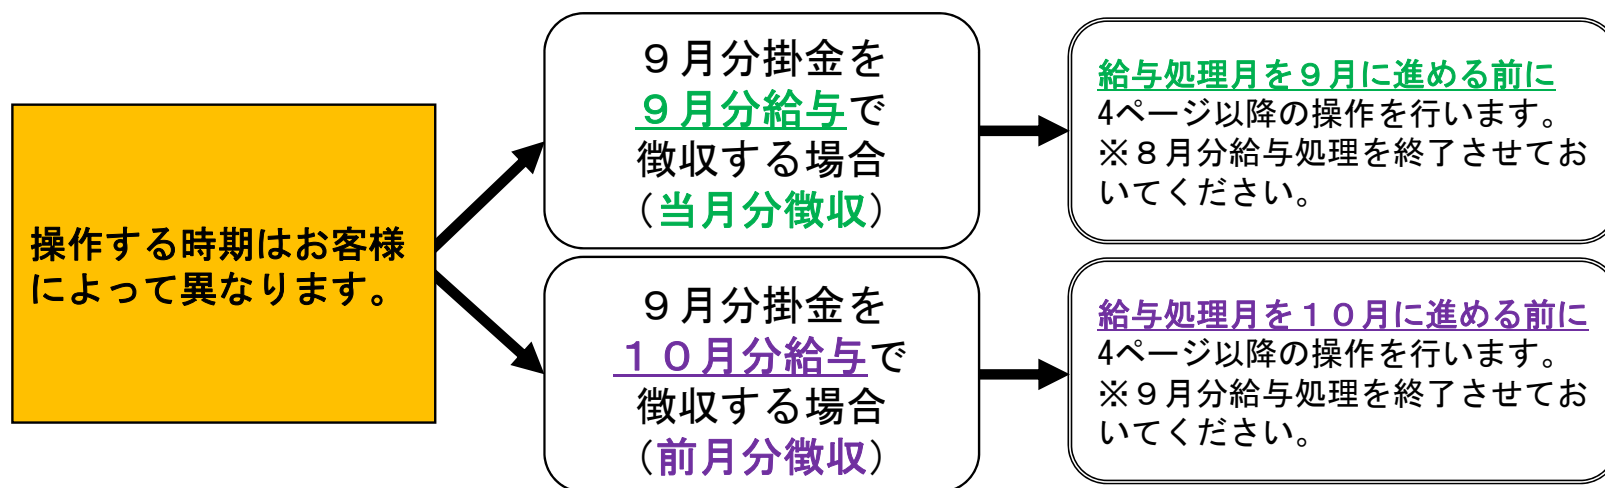 操作する時期はお客様
によって異なります。
９月分掛金を
９月分給与で
徴収する場合
（当月分徴収）
給与処理月を９月に進める前に
4ページ以降の操作を行います。
※８月分給与処理を終了させてお
いてください。
９月分掛金を
１０月分給与で
徴収する場合
（前月分徴収）
給与処理月を１０月に進める前に
4ページ以降の操作を行います。
※９月分給与処理を終了させてお
いてください。